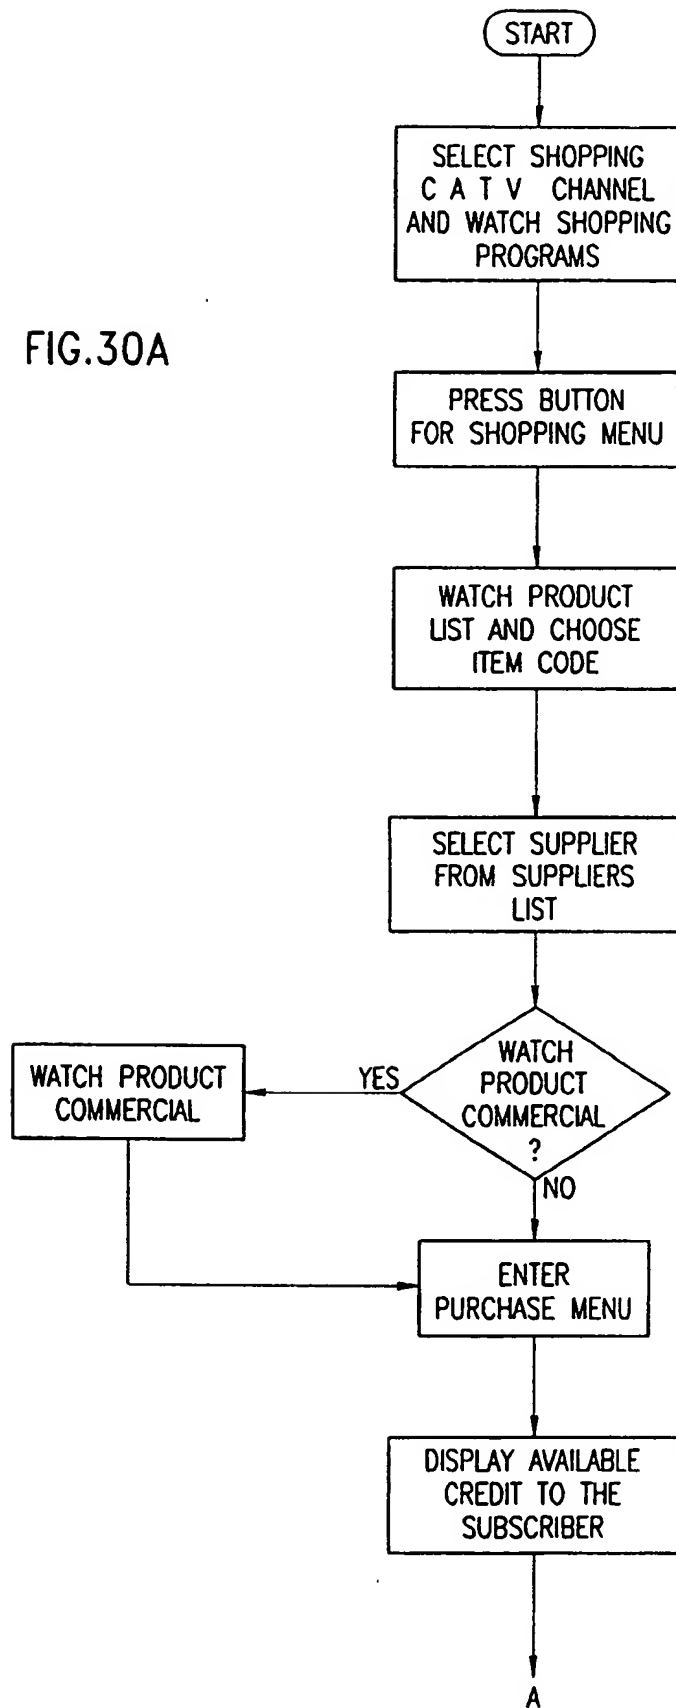 START
SELECT SHOPPING
C A T V CHANNEL
AND WATCH SHOPPING
PROGRAMS
FIG.30A
PRESS BUTTON
FOR SHOPPING MENU
WATCH PRODUCT
LIST AND CHOOSE
ITEM CODE
SELECT SUPPLIER
FROM SUPPLIERS
LIST
WATCH
PRODUCT
COMMERCIAL
?
YES
WATCH PRODUCT
COMMERCIAL
NO
ENTER
PURCHASE MENU
DISPLAY AVAILABLE
CREDIT TO THE
SUBSCRIBER
A